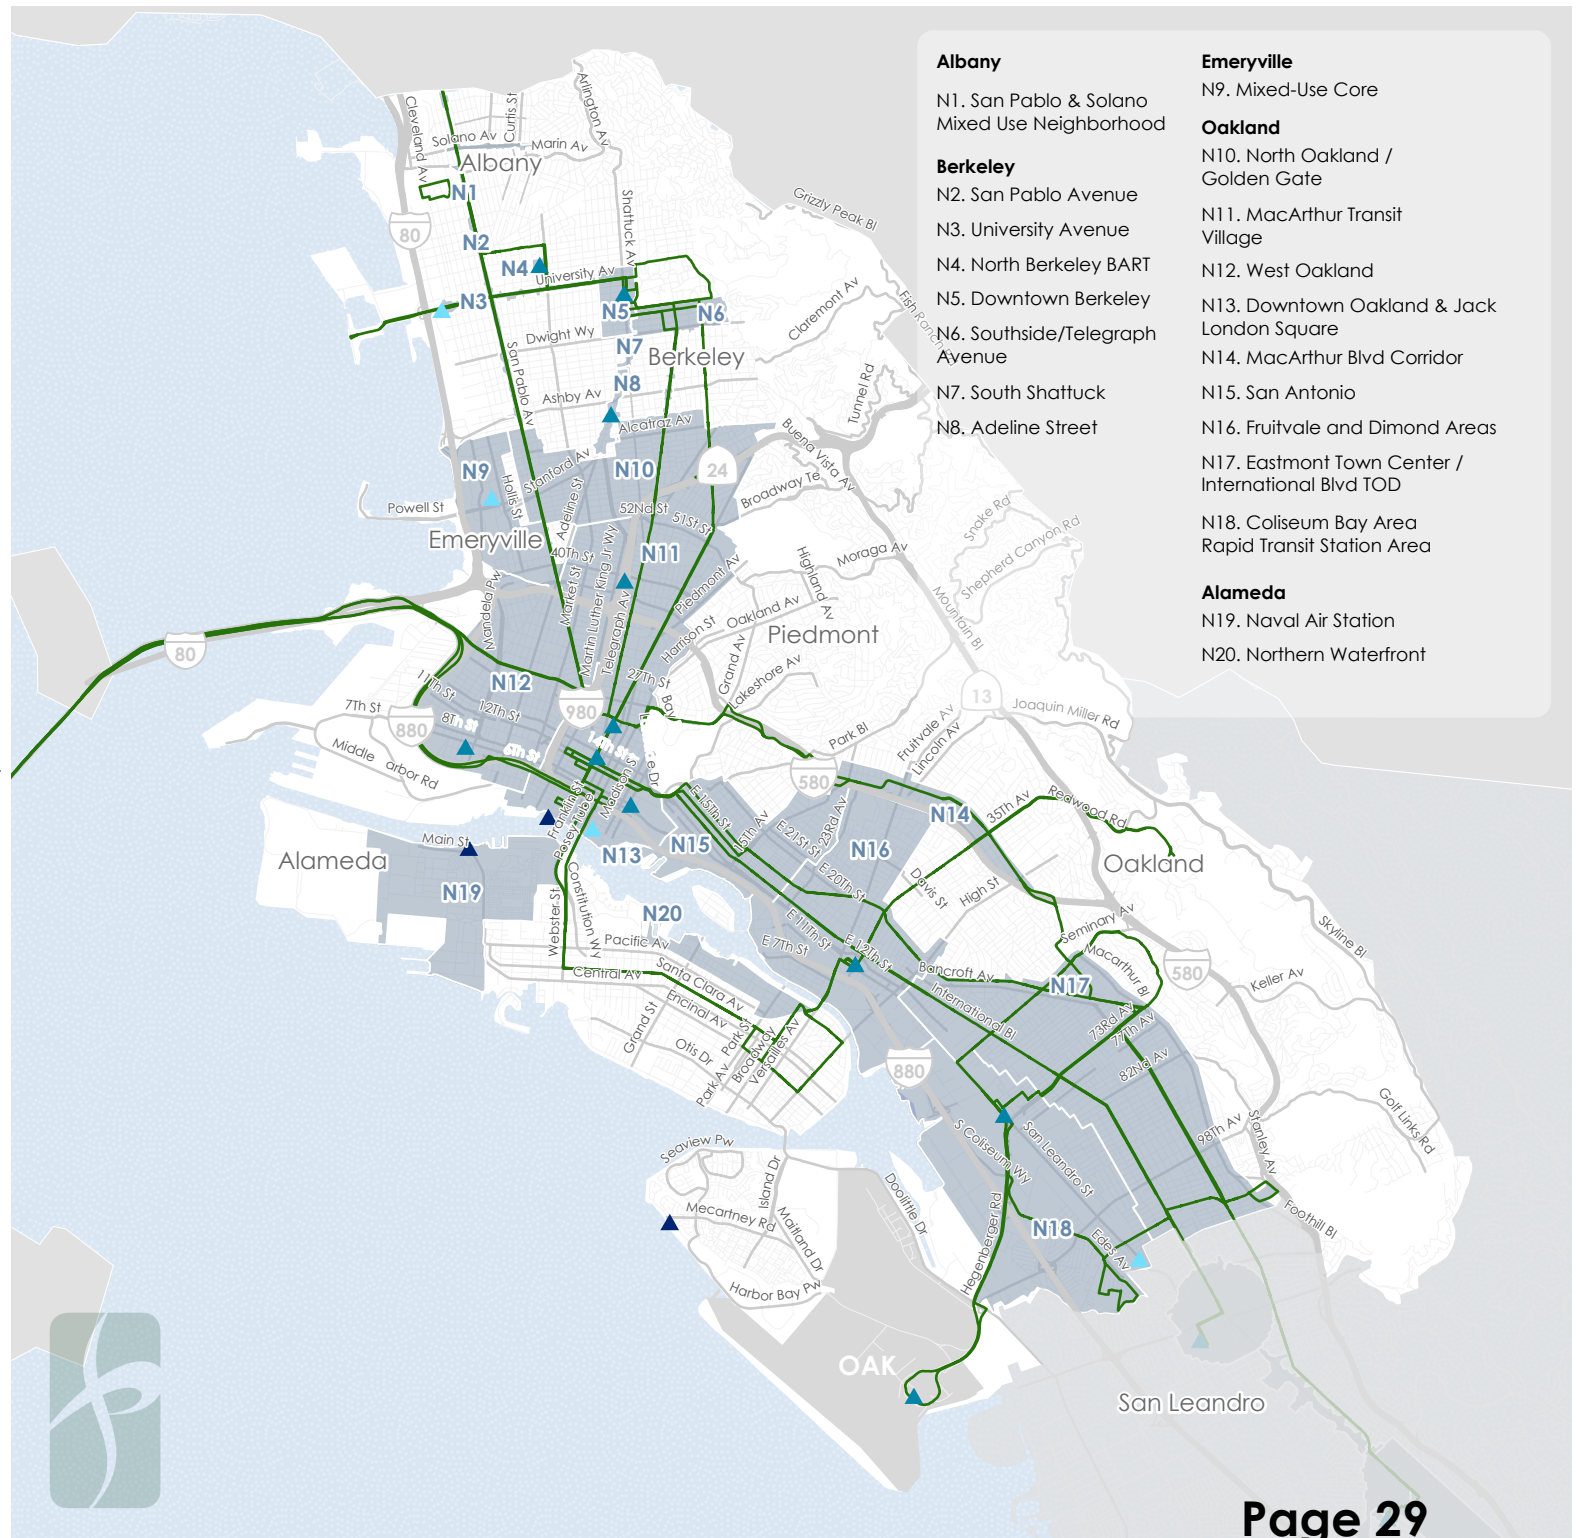 Albany
N1. San Pablo & Solano
Mixed Use Neighborhood
Berkeley
N2. San Pablo Avenue
N3. University Avenue
N4. North Berkeley BART
N5. Downtown Berkeley
N6. Southside/Telegraph
Avenue
N7. South Shattuck
N8. Adeline Street
Emeryville
N9. Mixed-Use Core
Oakland
N10. North Oakland /
Golden Gate
N11. MacArthur Transit
Village
N12. West Oakland
N13. Downtown Oakland & Jack
London Square
N14. MacArthur Blvd Corridor
N15. San Antonio
N16. Fruitvale and Dimond Areas
N17. Eastmont Town Center /
International Blvd TOD
N18. Coliseum Bay Area
Rapid Transit Station Area
Alameda
N19. Naval Air Station
N20. Northern Waterfront
Cleveland Av
Solano Av
Curtis St
Marin Av
Arlington Av
Albany
N1
80
N2
Shattuck Av
Grizzly Peak Bl
N4
University Av
N3
N5
N6
Claremont Av
Fish Ranch
Dwight Wy
N7
Berkeley
San Pablo Av
N8
Ashby Av
Tunnel Rd
Alcatraz Av
Buena Vista Av
N9
Stanford Av
N10
24
Hollis St
Broadway Te
Powell St
Adeline St
52Nd St
51St St
Snake Rd
Emeryville
40Th St
N11
Moraga Av
Shepherd Canyon Rd
Highland Av
Mandela Pw
Market St
Martin Luther King Jr Wy
Telegraph Av
Piedmont Av
Mountain Bl
Oakland Av
Harrison St
Piedmont
80
Grand Av
Lakeshore Av
N12
11Th St
27Th St
12Th St
7Th St
8Th St
880
980
Bay
13
Joaquin Miller Rd
Fruitvale Av
Lincoln Av
Park Bl
Middle
arbor Rd
6Th St
14Th St
e Dr
Madison S
580
Franklin St
Posey Tube
E 15Th St
15Th Av
E 21St St
23Rd Av
N14
35Th Av
Redwood Rd
Main St
Alameda
N13
N15
N16
Oakland
N19
Constitution Wy
E 20Th St
Davis St
High St
Webster St
N20
Pacific Av
E 11Th St
E 7Th St
E 12Th St
Seminary Av
Skyline Bl
Central Av
Santa Clara Av
Bancroft Av
Macarthur Bl
580
Keller Av
N17
Encinal Av
International Bl
Grand St
Park St
Broadway
Versailles Av
73Rd Av
77Th Av
Otis Dr
82Nd Av
Park Av
880
Golf Links Rd
98Th Av
Stanley Av
Seaview Pw
S Coliseum Wy
San Leandro St
Island Dr
Doolittle Dr
Mecartney Rd
Maitland Dr
Hegenberger Rd
N18
Edes Av
Foothill Bl
Harbor Bay Pw
OAK
San Leandro
Page 29